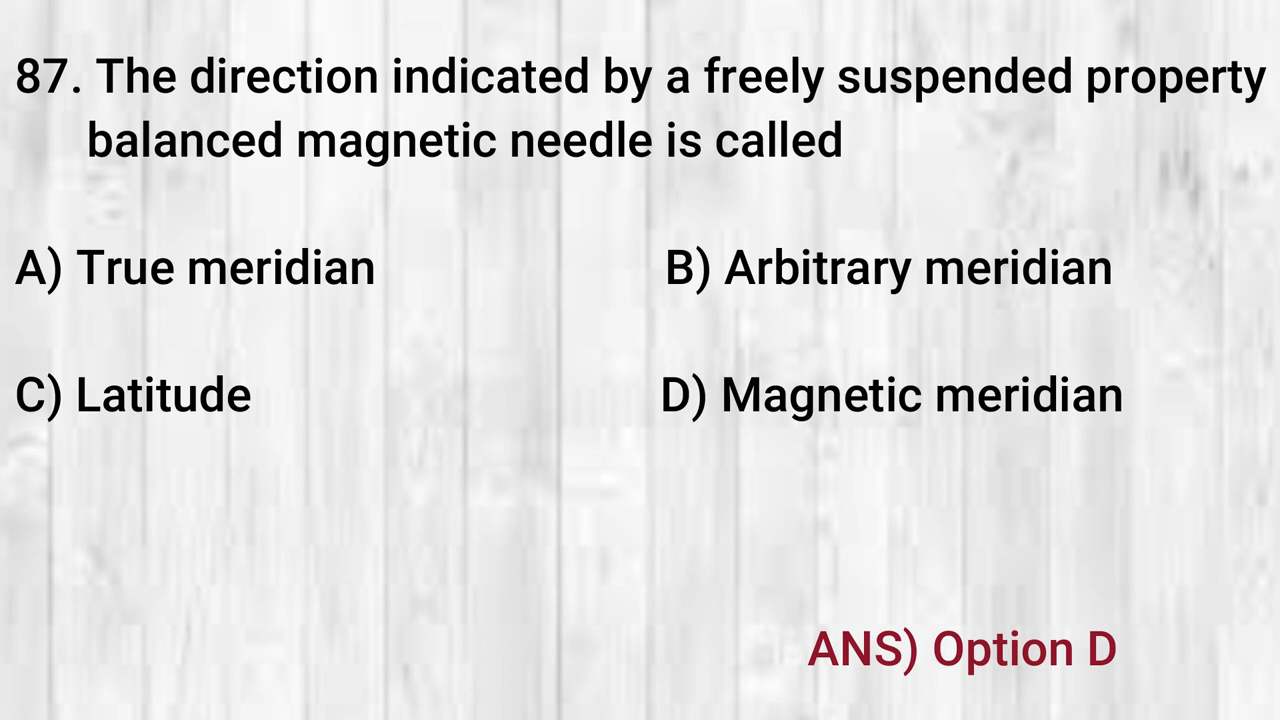 87. The direction indicated by a freely suspended property
balanced magnetic needle is called
A) True meridian B) Arbitrary meridian
C) Latitude D) Magnetic meridian
ANS) Option D